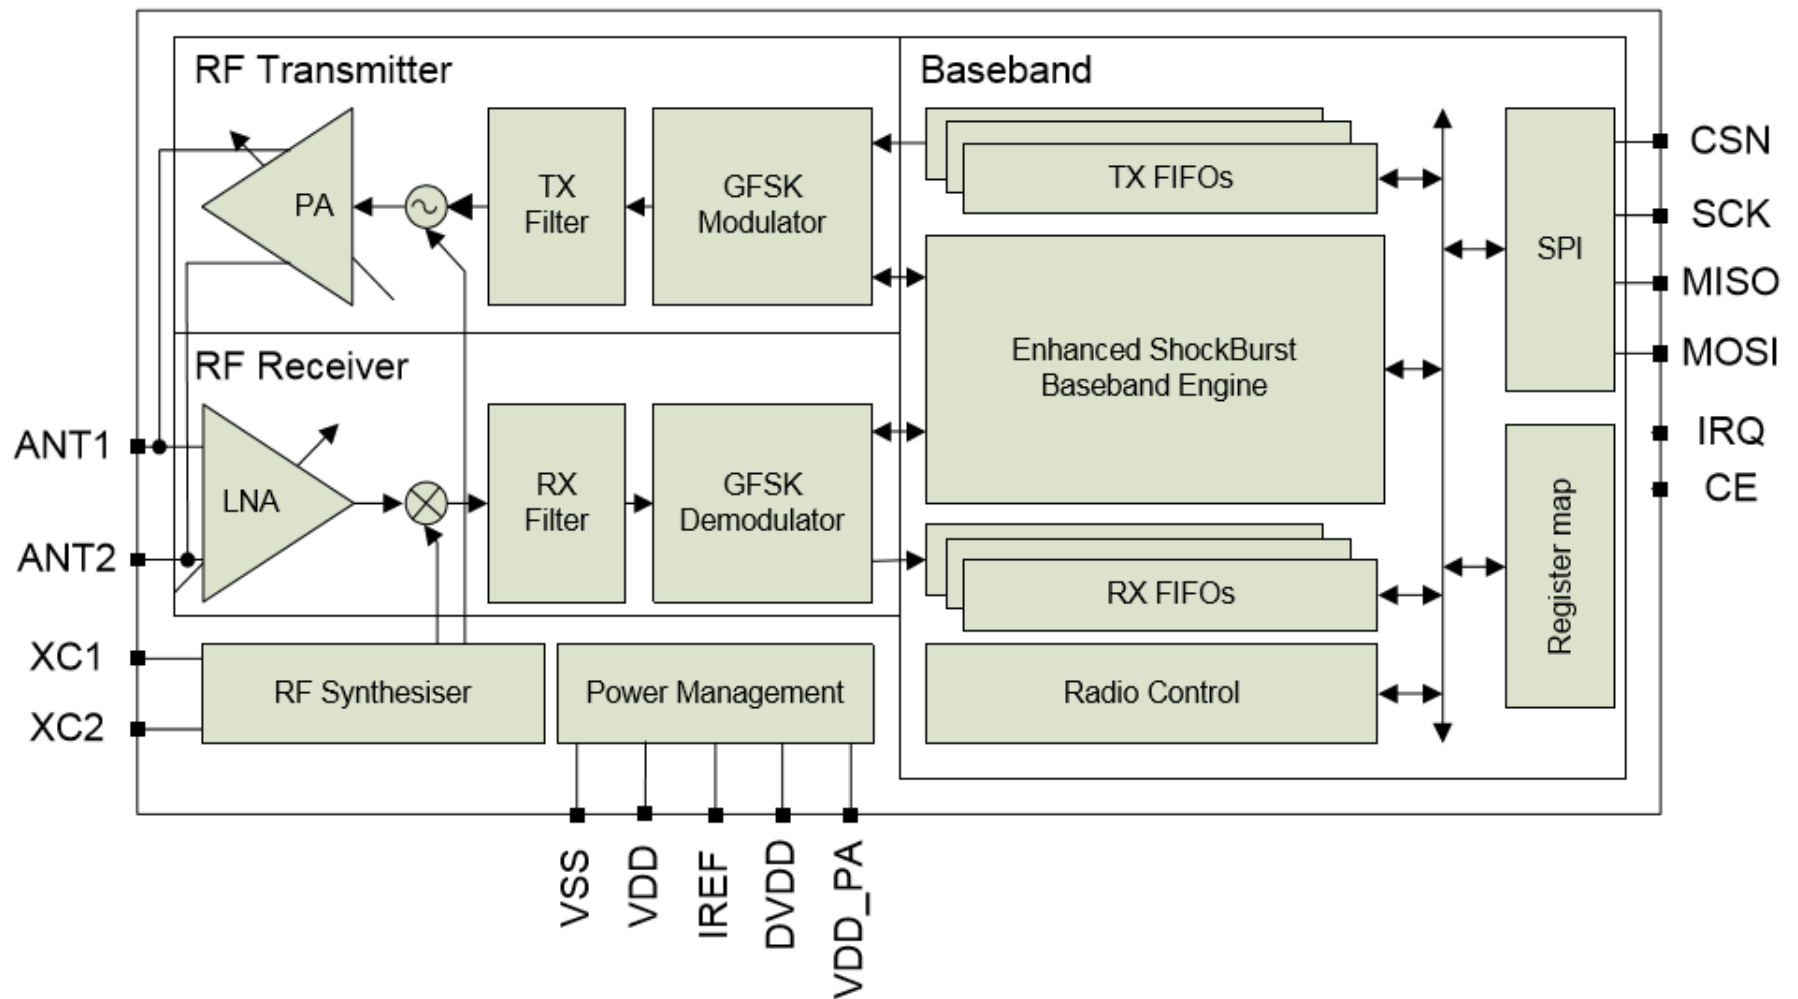 RF Transmitter
Baseband
PA
TX
Filter
GFSK
Modulator
TX FIFOs
SPI
CSN
SCK
MISO
MOSI
Enhanced ShockBurst
Baseband Engine
RF Receiver
ANT1
ANT2
LNA
RX
Filter
GFSK
Demodulator
RX FIFOs
Register map
IRQ
CE
XC1
XC2
RF Synthesiser
Power Management
Radio Control
VSS
VDD
IREF
DVDD
VDD_PA